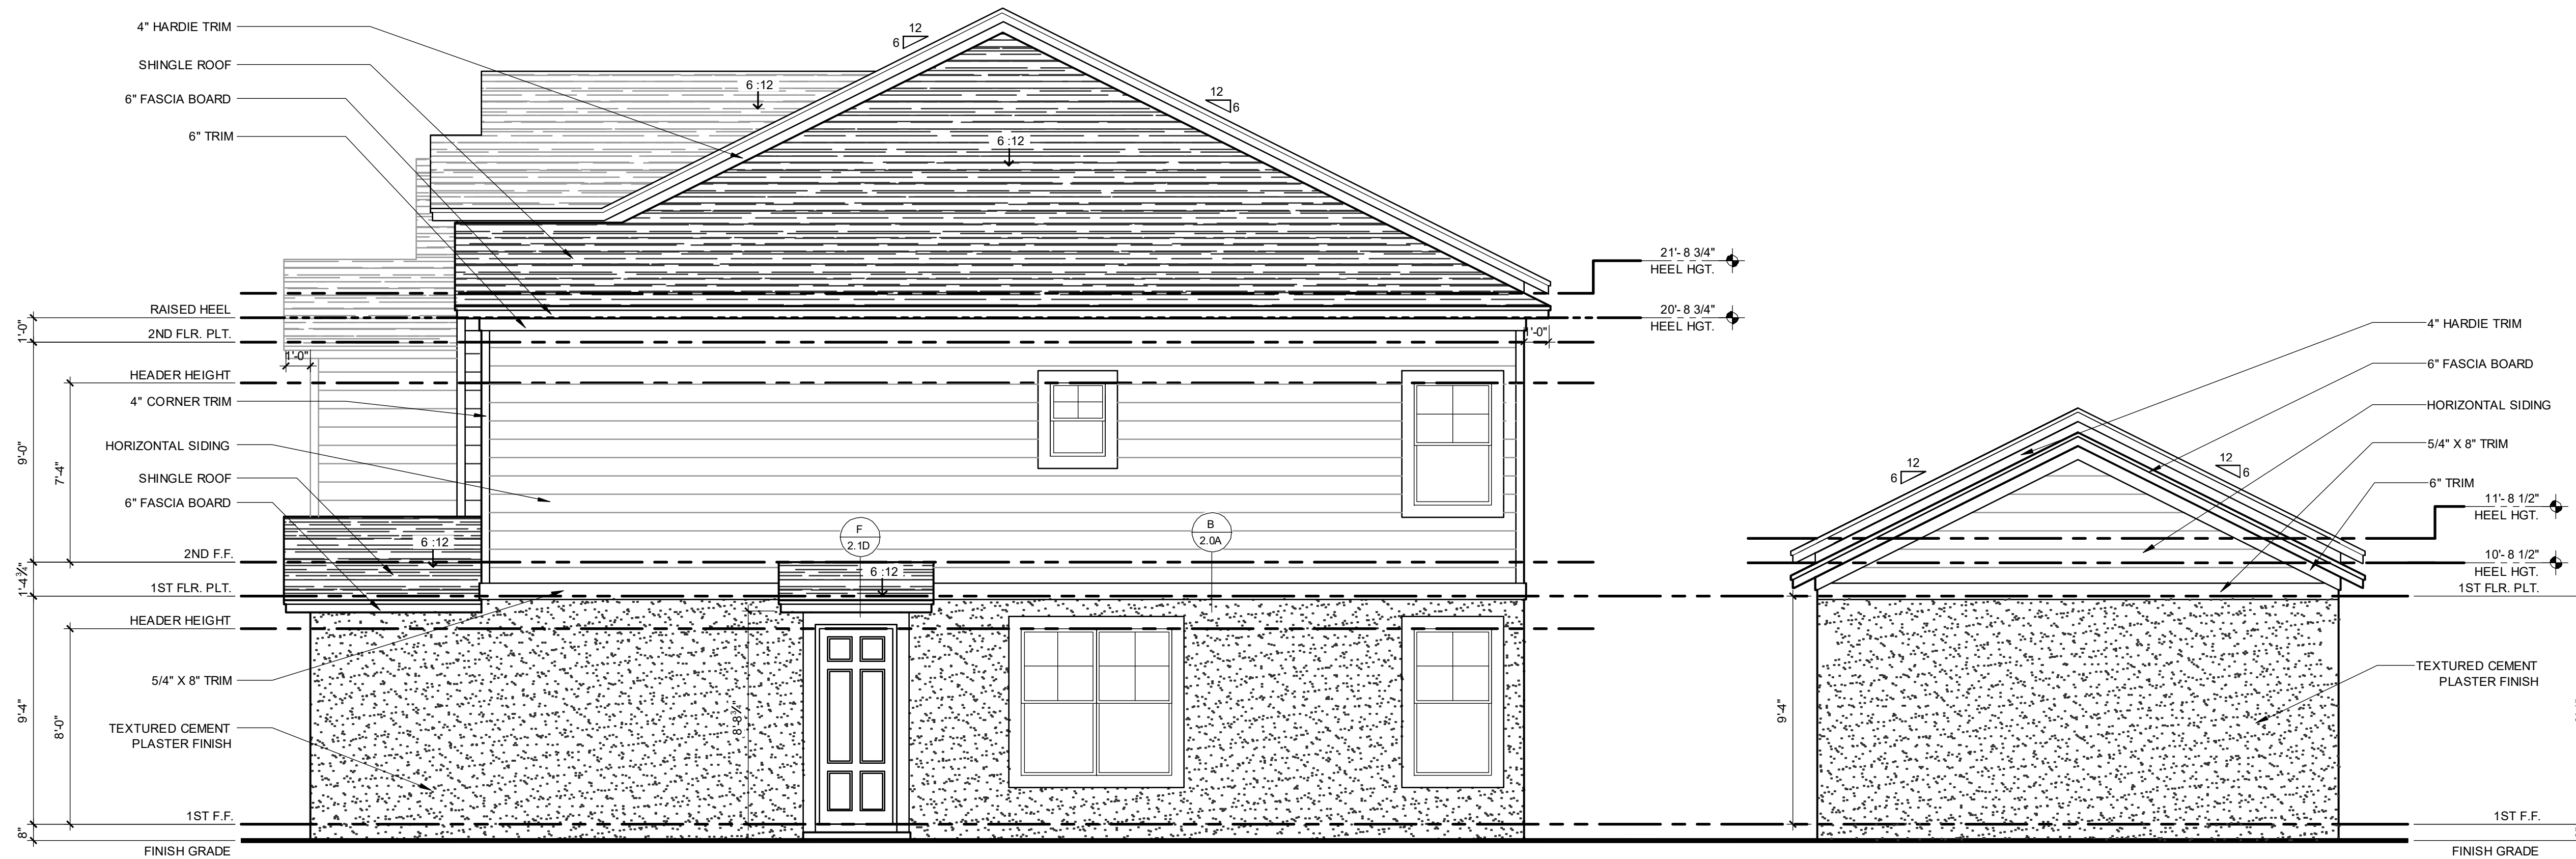 4" HARDIE TRIM
SHINGLE ROOF
6" FASCIA BOARD
6" TRIM
12
6
12
6
6 :12
6 :12
21'- 8 3/4"
HEEL HGT.
20'- 8 3/4"
HEEL HGT.
RAISED HEEL
2ND FLR. PLT.
HEADER HEIGHT
4" CORNER TRIM
HORIZONTAL SIDING
SHINGLE ROOF
6" FASCIA BOARD
2ND F.F.
1ST FLR. PLT.
HEADER HEIGHT
5/4" X 8" TRIM
TEXTURED CEMENT
PLASTER FINISH
1ST F.F.
FINISH GRADE
1'-0"
9'-0"
7'-4"
1'-4 3/4"
9'-4"
8'-0"
8"
1'-0"
1'-0"
6 :12
F
2.1D
6 :12
B
2.0A
8'-8 3/4"
12
6
12
6
4" HARDIE TRIM
6" FASCIA BOARD
HORIZONTAL SIDING
5/4" X 8" TRIM
6" TRIM
11'- 8 1/2"
HEEL HGT.
10'- 8 1/2"
HEEL HGT.
1ST FLR. PLT.
9'-4"
TEXTURED CEMENT
PLASTER FINISH
1ST F.F.
FINISH GRADE